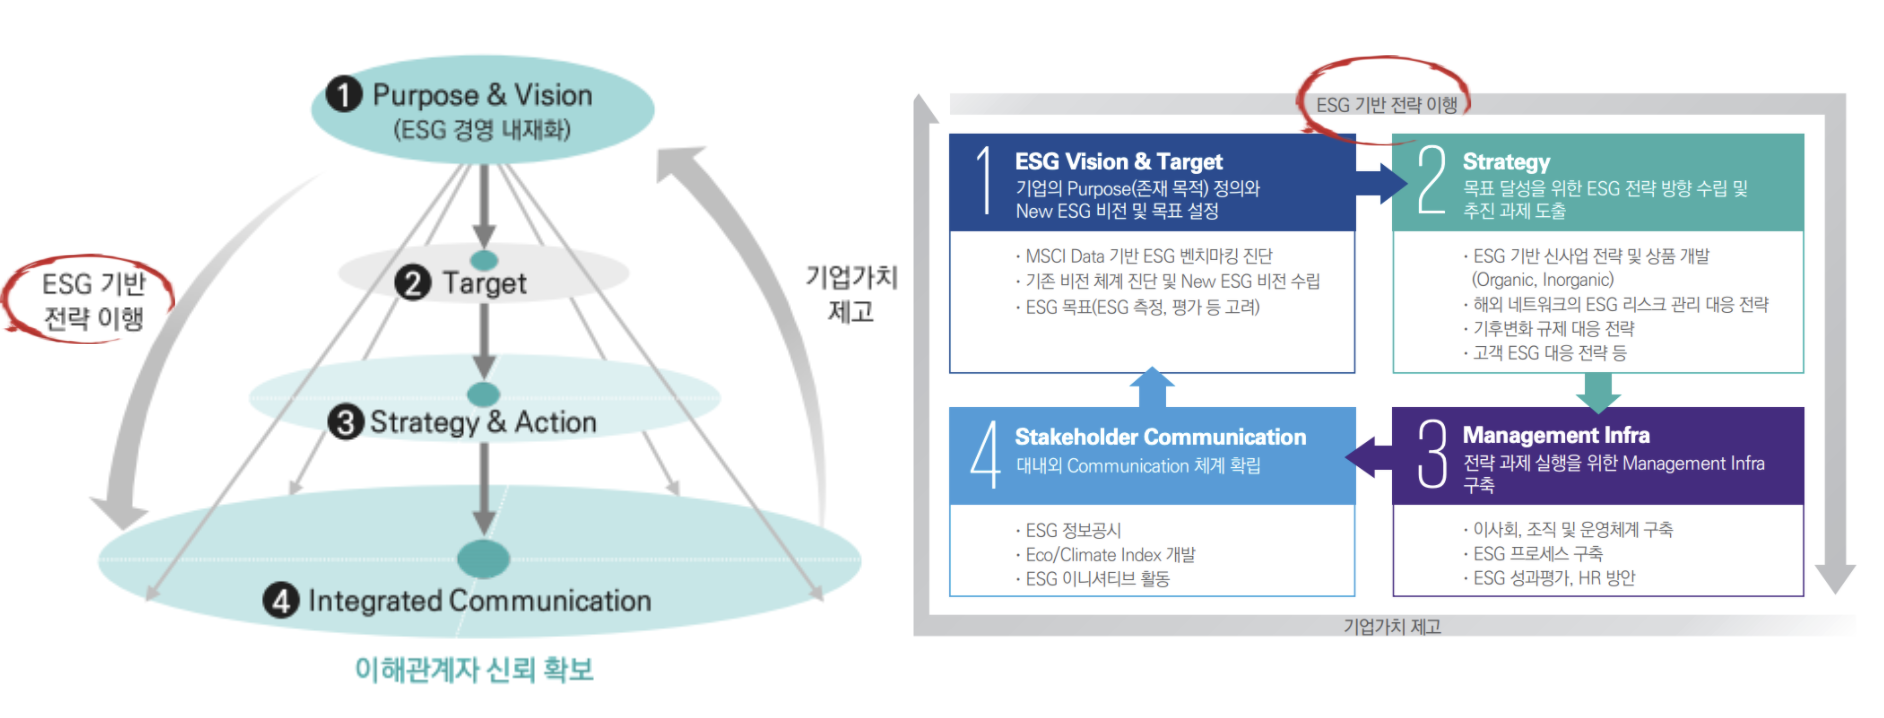 1 Purpose & Vision
(ESG 경영 내재화)
2 Target
3 Strategy & Action
4 Integrated Communication
이해관계자 신뢰 확보
ESG 기반
전략 이행
기업가치
제고
ESG 기반 전략 이행
1 ESG Vision & Target
기업의 Purpose(존재 목적) 정의와
New ESG 비전 및 목표 설정
· MSCI Data 기반 ESG 벤치마킹 진단
· 기존 비전 체계 진단 및 New ESG 비전 수립
· ESG 목표(ESG 측정, 평가 등 고려)
2 Strategy
목표 달성을 위한 ESG 전략 방향 수립 및
추진 과제 도출
· ESG 기반 신사업 전략 및 상품 개발
(Organic, Inorganic)
· 해외 네트워크의 ESG 리스크 관리 대응 전략
· 기후변화 규제 대응 전략
· 고객 ESG 대응 전략 등
3 Management Infra
전략 과제 실행을 위한 Management Infra
구축
· 이사회, 조직 및 운영체계 구축
· ESG 프로세스 구축
· ESG 성과평가, HR 방안
4 Stakeholder Communication
대내외 Communication 체계 확립
· ESG 정보공시
· Eco/Climate Index 개발
· ESG 이니셔티브 활동
기업가치 제고